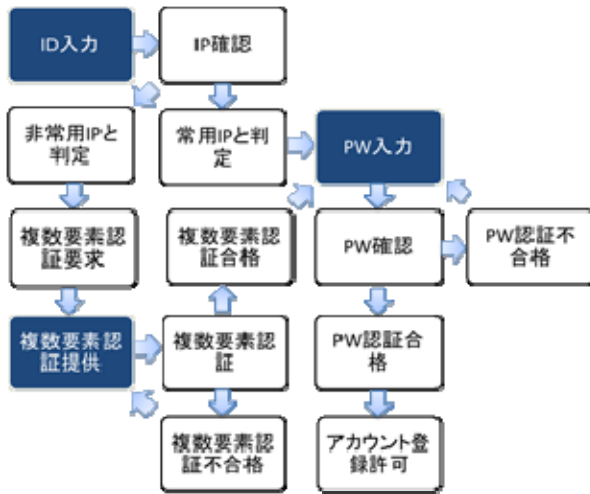 ID入力
IP確認
非常用IPと
判定
常用IPと判
定
PW入力
複数要素認
証要求
複数要素認
証合格
PW確認
PW認証不
合格
複数要素認
証提供
複数要素認
証
PW認証合
格
複数要素認
証不合格
アカウント登
録許可